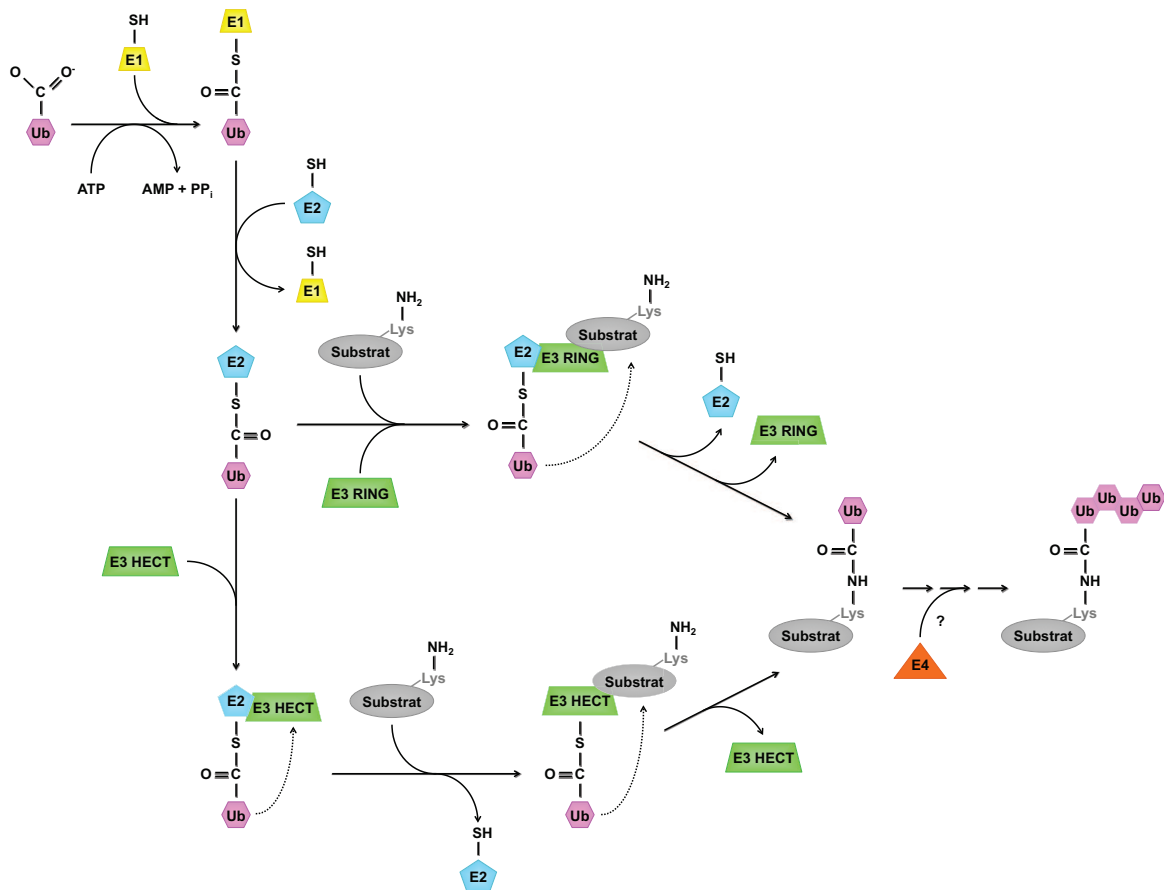 SH
E1
E1
S
O
O-
C
O
C
Ub
Ub
ATP
AMP + PPi
SH
E2
SH
E1
NH2
Lys
Substrat
E2
S
C
O
Ub
E3 RING
NH2
Lys
Substrat
E2
E3 RING
S
O
C
Ub
SH
E2
E3 RING
E3 HECT
Ub
O
C
NH
Lys
Substrat
?
E4
Ub
Ub
Ub
Ub
O
C
NH
Lys
Substrat
E2
E3 HECT
S
O
C
Ub
NH2
Lys
Substrat
SH
E2
NH2
Lys
Substrat
E3 HECT
S
O
C
Ub
E3 HECT